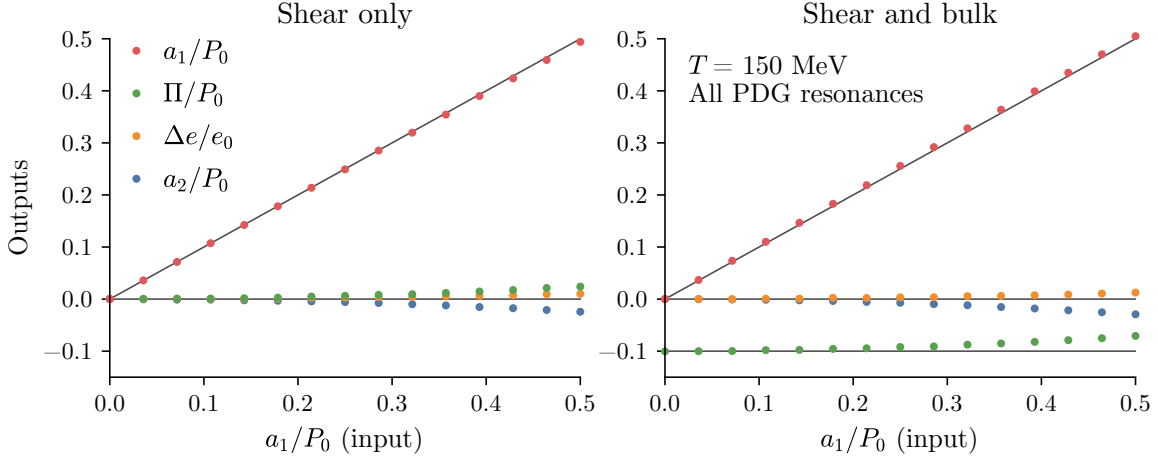 Shear only
0.5
0.4
0.3
0.2
0.1
0.0
−0.1
Outputs
a₁/P₀
Π/P₀
Δe/e₀
a₂/P₀
0.0 0.1 0.2 0.3 0.4 0.5
a₁/P₀ (input)
Shear and bulk
0.5
0.4
0.3
0.2
0.1
0.0
−0.1
T = 150 MeV
All PDG resonances
0.0 0.1 0.2 0.3 0.4 0.5
a₁/P₀ (input)